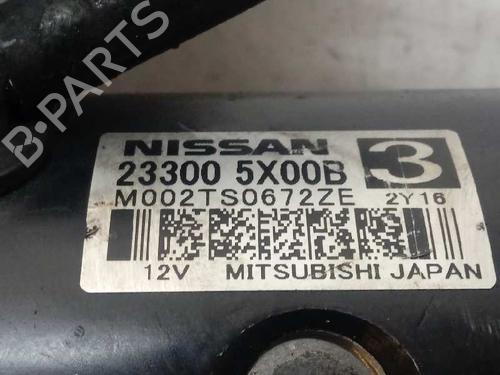 NISSAN
23300 5X00B
3
M002TS0672ZE 2Y16
12V MITSUBISHI JAPAN
B-PARTS